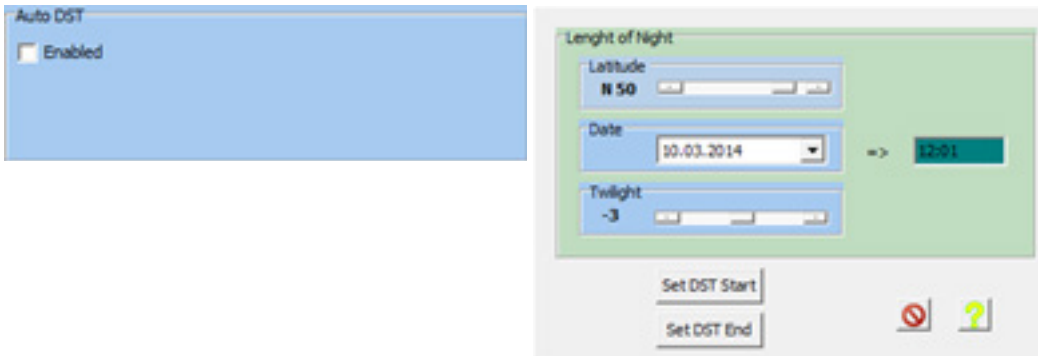 Auto DST
Enabled
Lenght of Night
Latitude
N 50
Date
10.03.2014
=>
12:01
Twilight
-3
Set DST Start
Set DST End
?